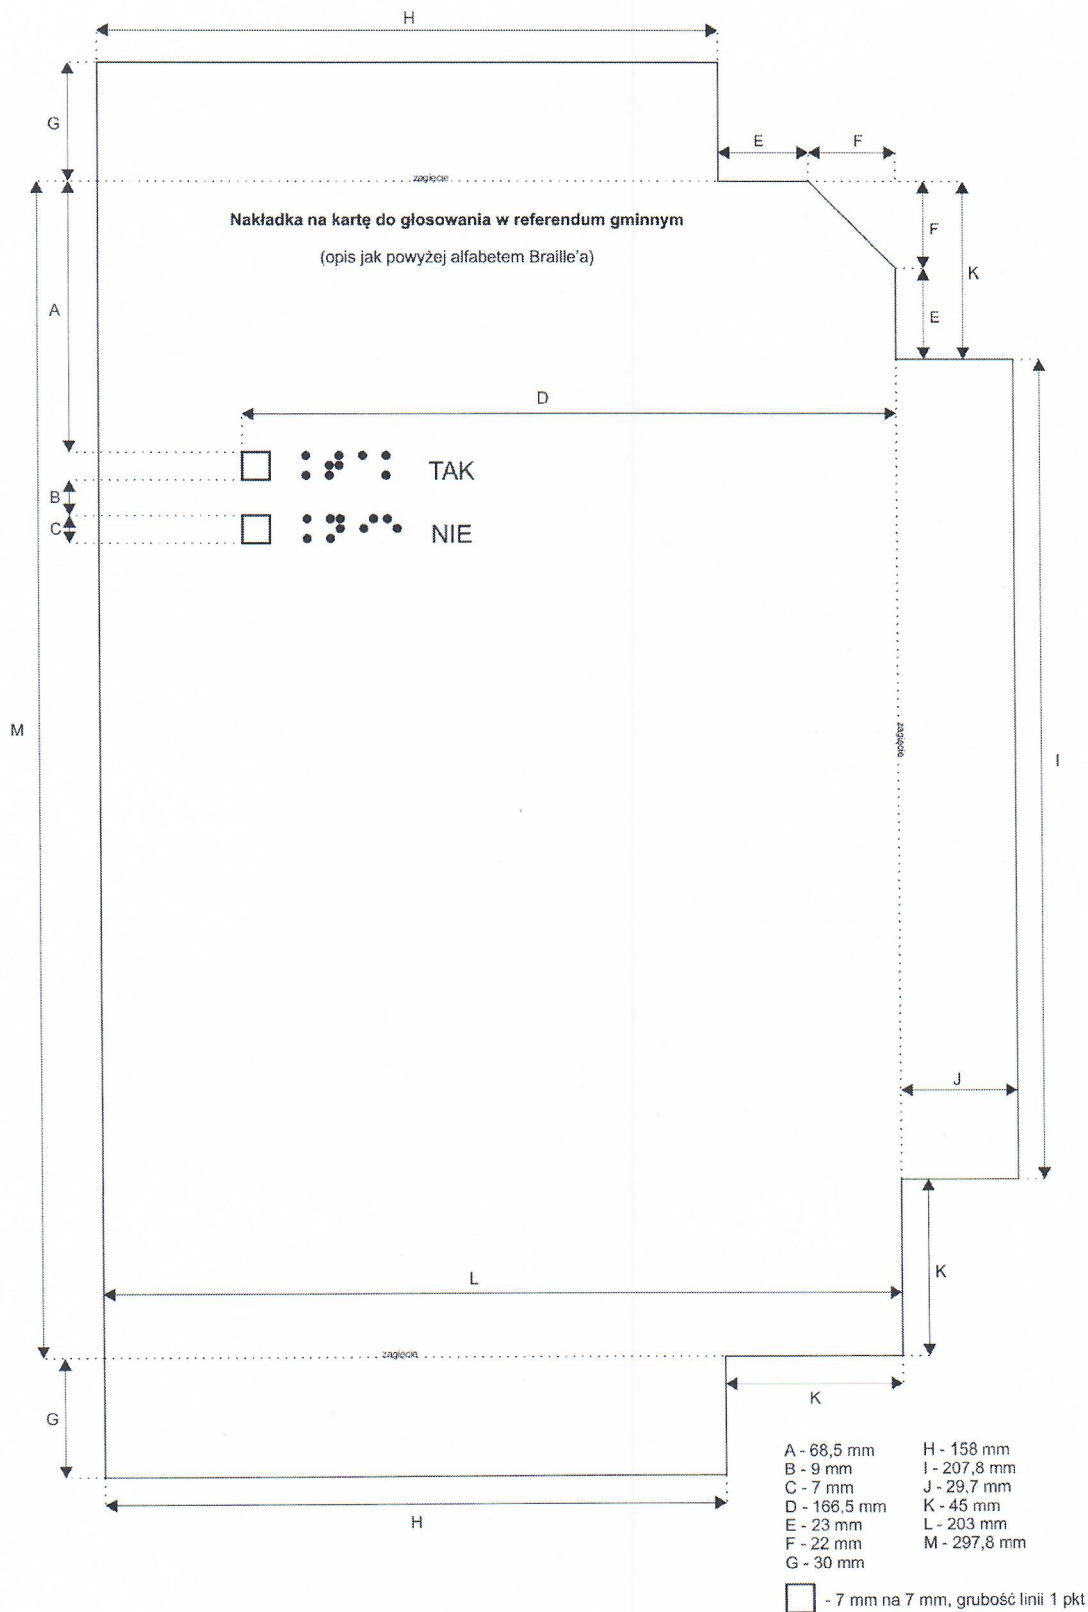 H
G
E F
zagięcie
Nakładka na kartę do głosowania w referendum gminnym
F
(opis jak powyżej alfabetem Braille'a)
K
A
E
D
TAK
B
C
NIE
M
zagięcie
I
J
K
L
zagięcie
K
G
H
A - 68,5 mm
B - 9 mm
C - 7 mm
D - 166,5 mm
E - 23 mm
F - 22 mm
G - 30 mm
H - 158 mm
I - 207,8 mm
J - 29,7 mm
K - 45 mm
L - 203 mm
M - 297,8 mm
- 7 mm na 7 mm, grubość linii 1 pkt